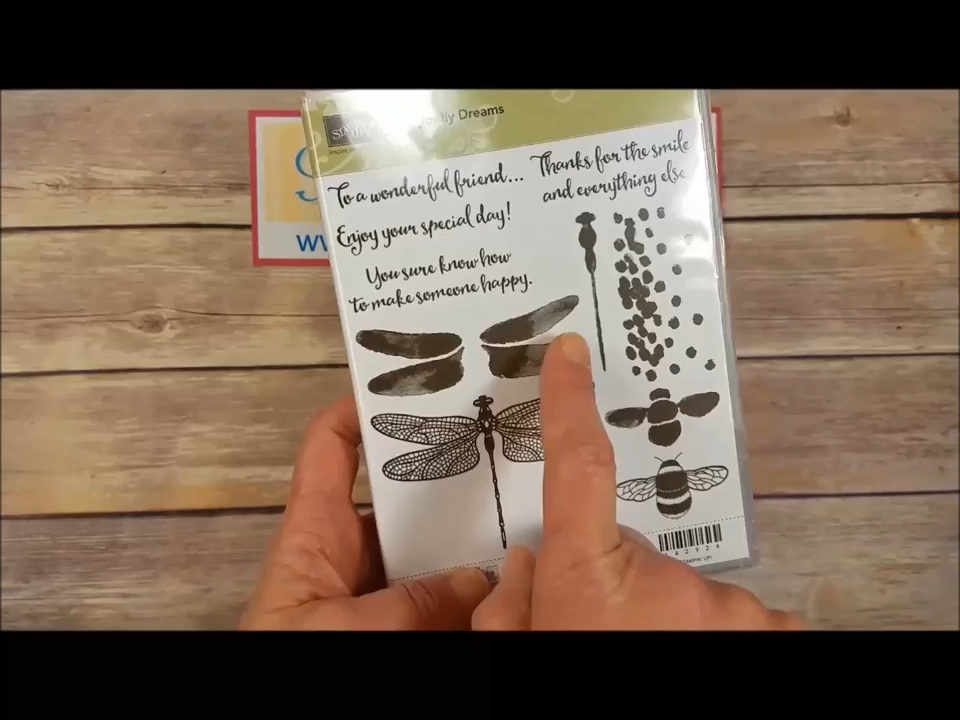 Dreams
To a wonderful friend...
Enjoy your special day!
You sure know how
to make someone happy.
Thanks for the smile
and everything else